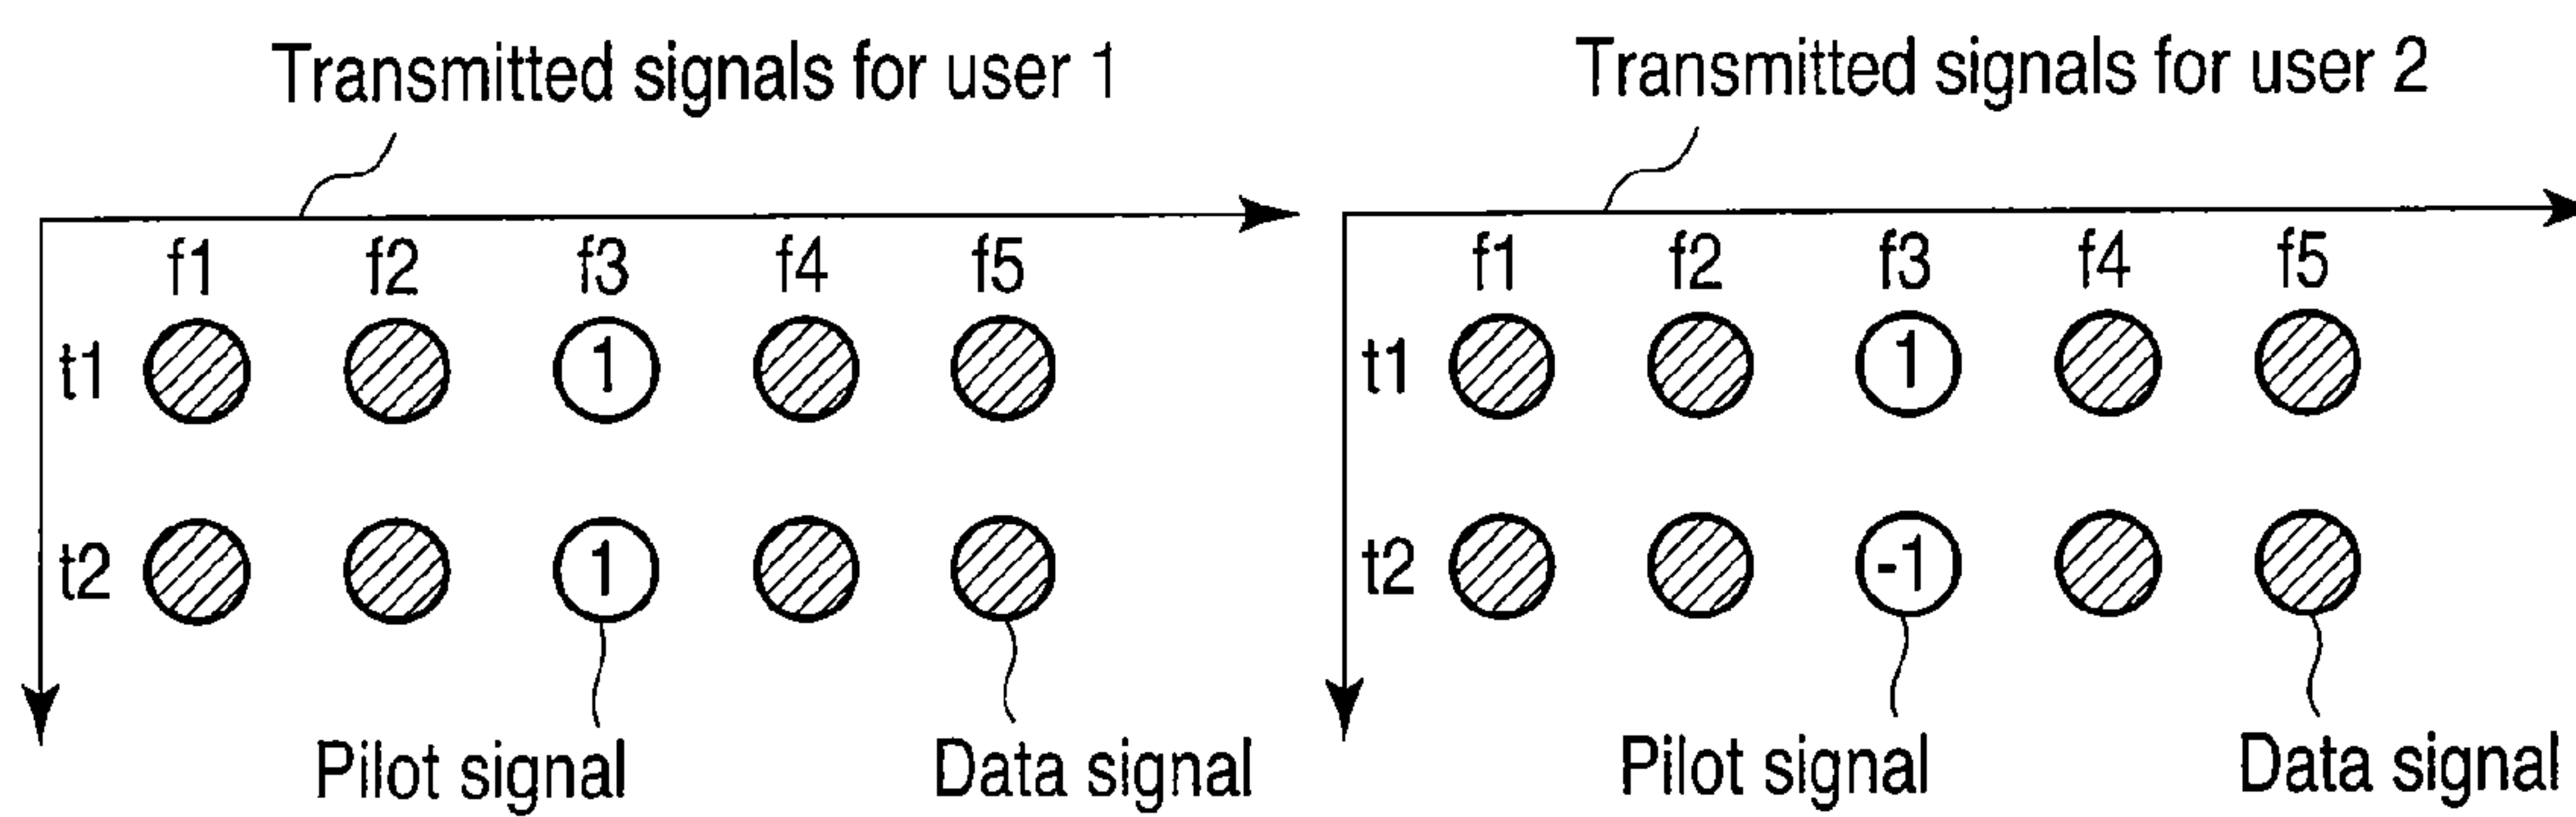 Transmitted signals for user 1
f1 f2 f3 f4 f5
t1 1
t2 1
Pilot signal Data signal
Transmitted signals for user 2
f1 f2 f3 f4 f5
t1 1
t2 -1
Pilot signal Data signal